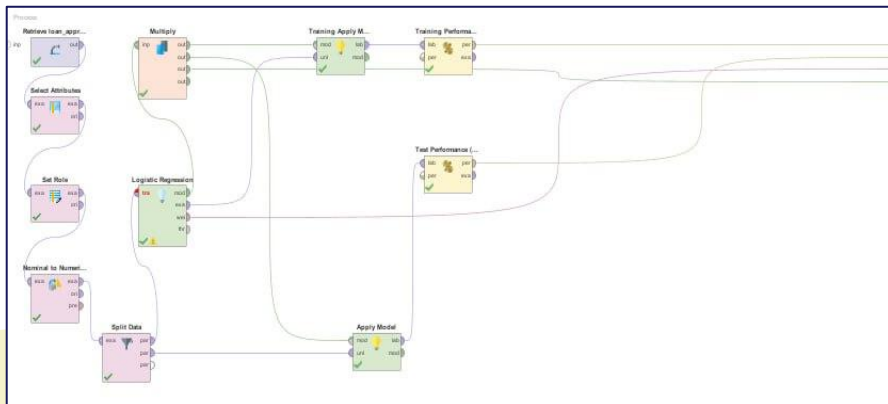 Process
inp
Retrieve loan_appr...
out
Select Attributes
exa exa
ori
Set Role
exa exa
ori
Nominal to Numeri...
exa exa
ori
pre
Split Data
exa par
par
par
Multiply
inp out
out
out
out
Logistic Regression
tra mod
exa
wei
thr
Training Apply M...
mod lab
unl mod
Training Performa...
lab per
per exa
Test Performance (...
lab per
per exa
Apply Model
mod lab
unl mod